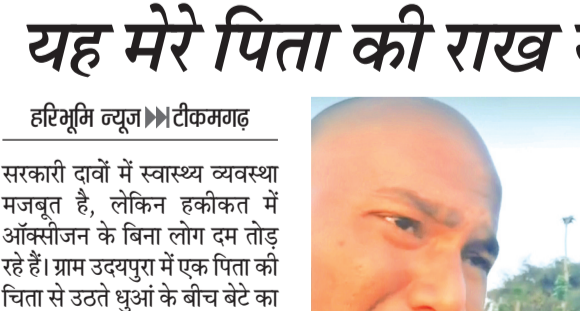 यह मेरे पिता की राख
हरिभूमि न्यूज▶▶टीकमगढ़
सरकारी दावों में स्वास्थ्य व्यवस्था
मजबूत है, लेकिन हकीकत में
ऑक्सीजन के बिना लोग दम तोड़
रहे हैं। ग्राम उदयपुरा में एक पिता की
चिता से उठते धुआं के बीच बेटे का